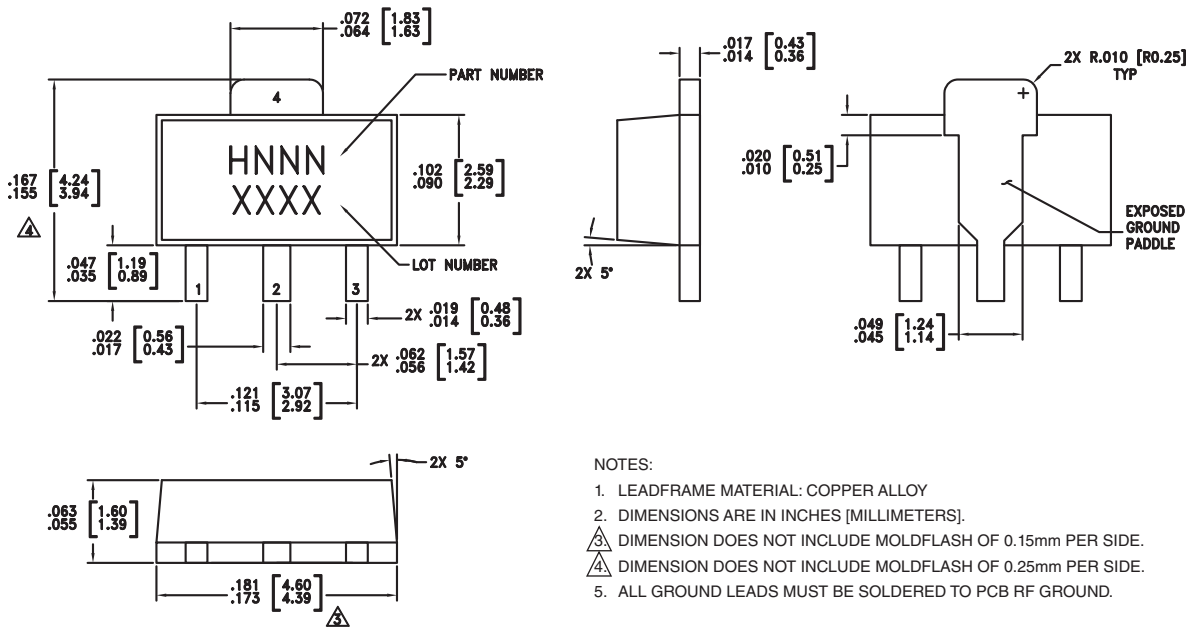 .072 [1.83]
.064 [1.63]
PART NUMBER
4
HNNN
XXXX
.167 [4.24]
.155 [3.94]
4
.102 [2.59]
.090 [2.29]
LOT NUMBER
.047 [1.19]
.035 [0.89]
1
2
3
2X .019 [0.48]
.014 [0.36]
.022 [0.56]
.017 [0.43]
2X .062 [1.57]
.056 [1.42]
.121 [3.07]
.115 [2.92]
.017 [0.43]
.014 [0.36]
2X 5°
2X R.010 [R0.25]
TYP
.020 [0.51]
.010 [0.25]
EXPOSED
GROUND
PADDLE
.049 [1.24]
.045 [1.14]
2X 5°
.063 [1.60]
.055 [1.39]
.181 [4.60]
.173 [4.39]
3
NOTES:
1. LEADFRAME MATERIAL: COPPER ALLOY
2. DIMENSIONS ARE IN INCHES [MILLIMETERS].
3. DIMENSION DOES NOT INCLUDE MOLDFLASH OF 0.15mm PER SIDE.
4. DIMENSION DOES NOT INCLUDE MOLDFLASH OF 0.25mm PER SIDE.
5. ALL GROUND LEADS MUST BE SOLDERED TO PCB RF GROUND.